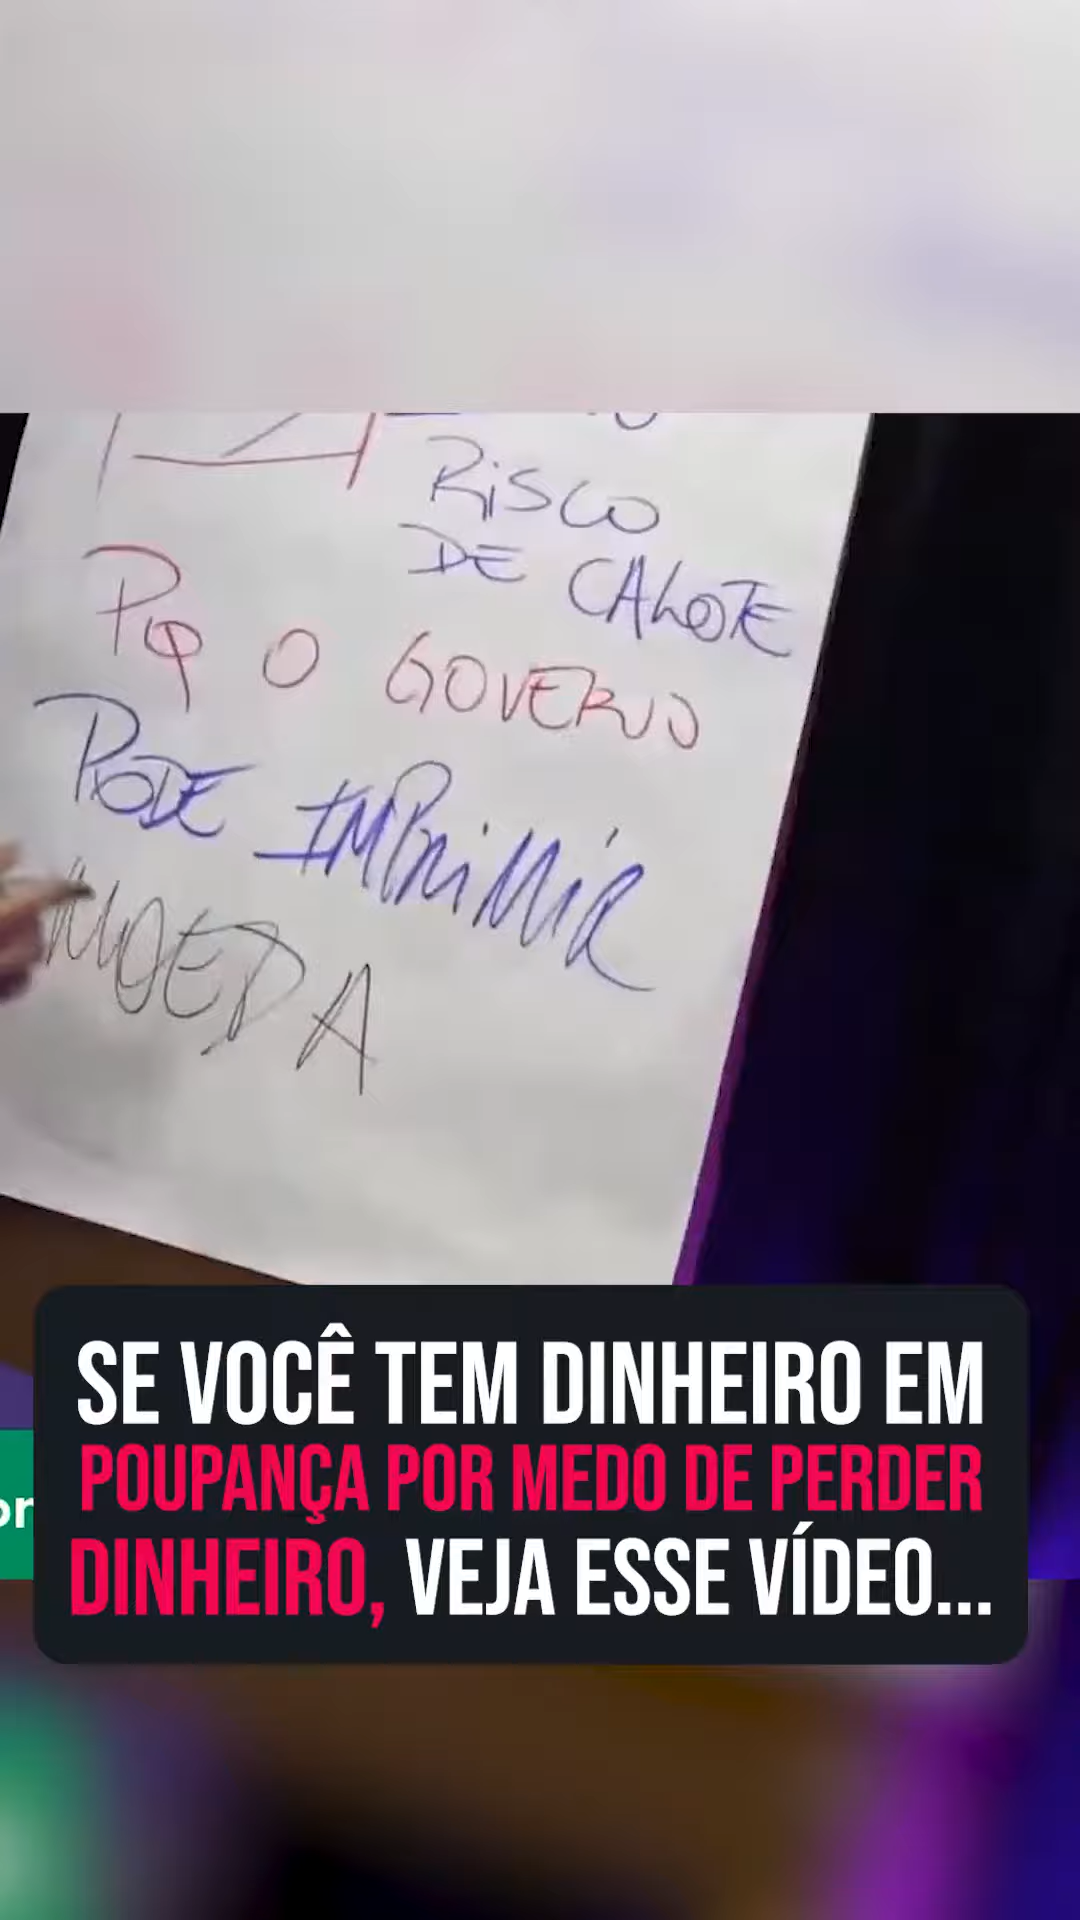 RISCO
DE CALOTE
PQ O GOVERNO
PODE IMPRIMIR
MOEDA
SE VOCÊ TEM DINHEIRO EM
POUPANÇA POR MEDO DE PERDER
DINHEIRO, VEJA ESSE VÍDEO...